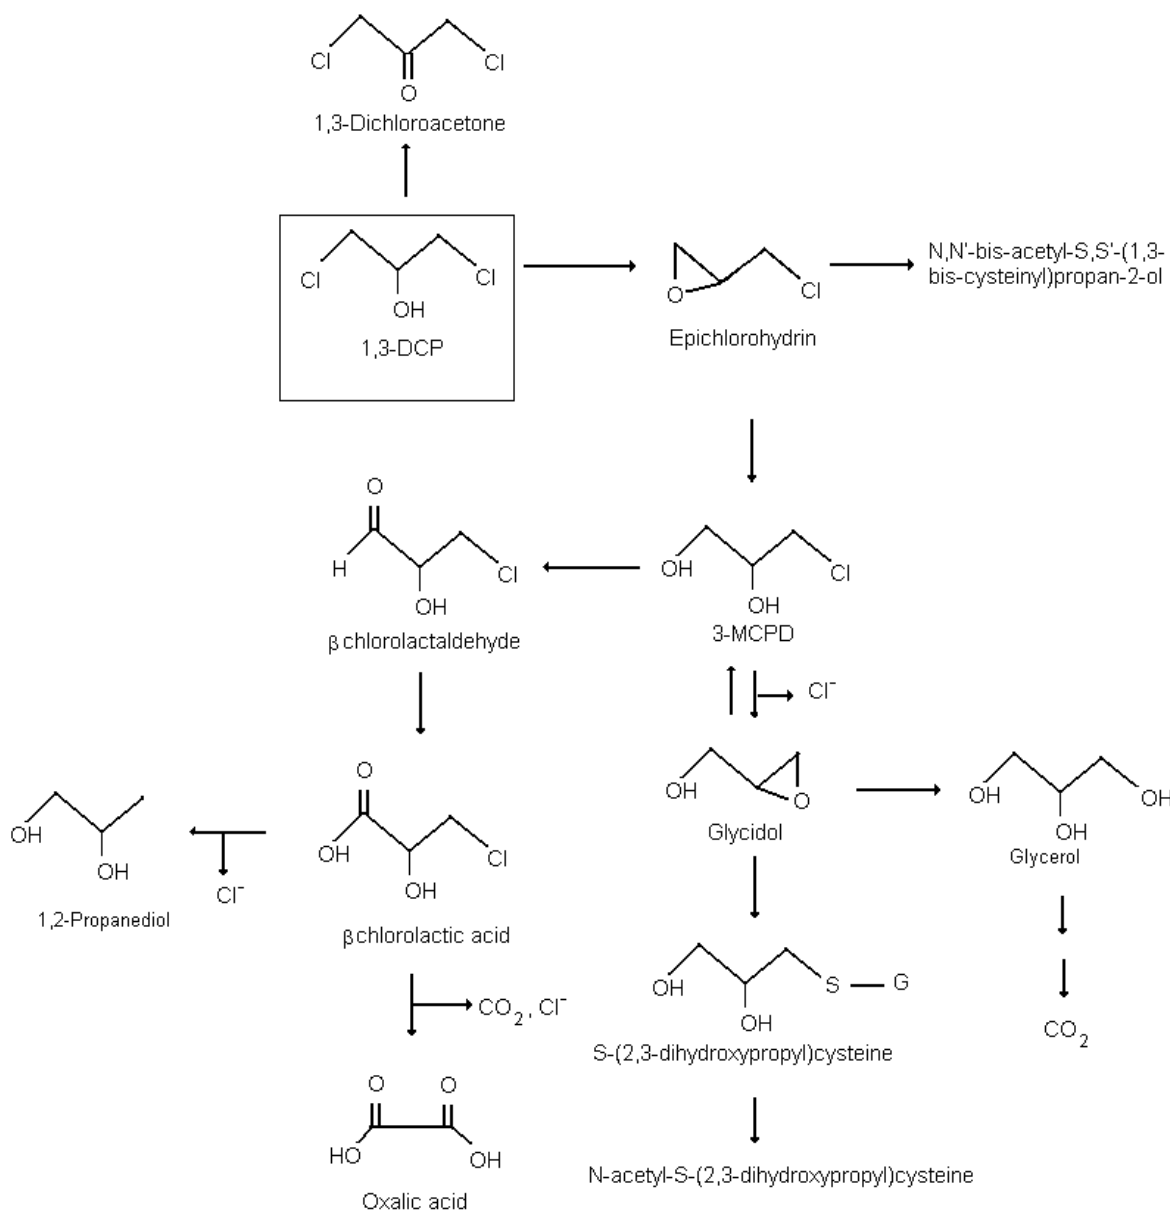 Cl
Cl
O
1,3-Dichloroacetone
Cl
Cl
OH
1,3-DCP
O
Cl
Epichlorohydrin
N,N'-bis-acetyl-S,S'-(1,3-
bis-cysteinyl)propan-2-ol
O
H
Cl
OH
β chlorolactaldehyde
OH
Cl
OH
3-MCPD
Cl⁻
OH
O
Glycidol
OH
OH
OH
Glycerol
O
OH
Cl
OH
βchlorolactic acid
OH
OH
1,2-Propanediol
Cl⁻
CO₂ , Cl⁻
OH
S
G
OH
S-(2,3-dihydroxypropyl)cysteine
CO₂
O
O
HO
OH
Oxalic acid
N-acetyl-S-(2,3-dihydroxypropyl)cysteine